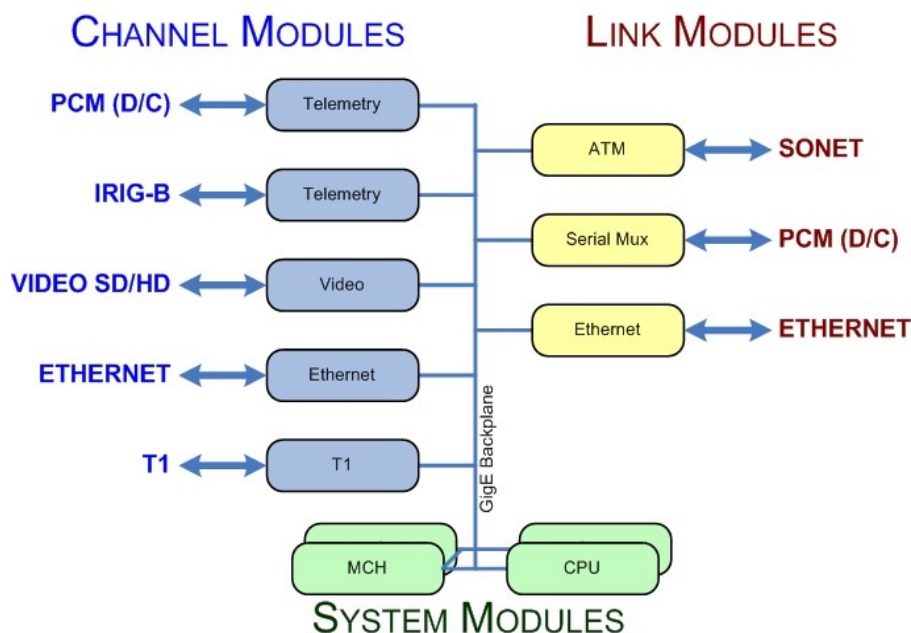 CHANNEL MODULES
LINK MODULES
PCM (D/C)
Telemetry
ATM
SONET
IRIG-B
Telemetry
Serial Mux
PCM (D/C)
VIDEO SD/HD
Video
Ethernet
ETHERNET
ETHERNET
Ethernet
GigE Backplane
T1
T1
MCH
CPU
SYSTEM MODULES